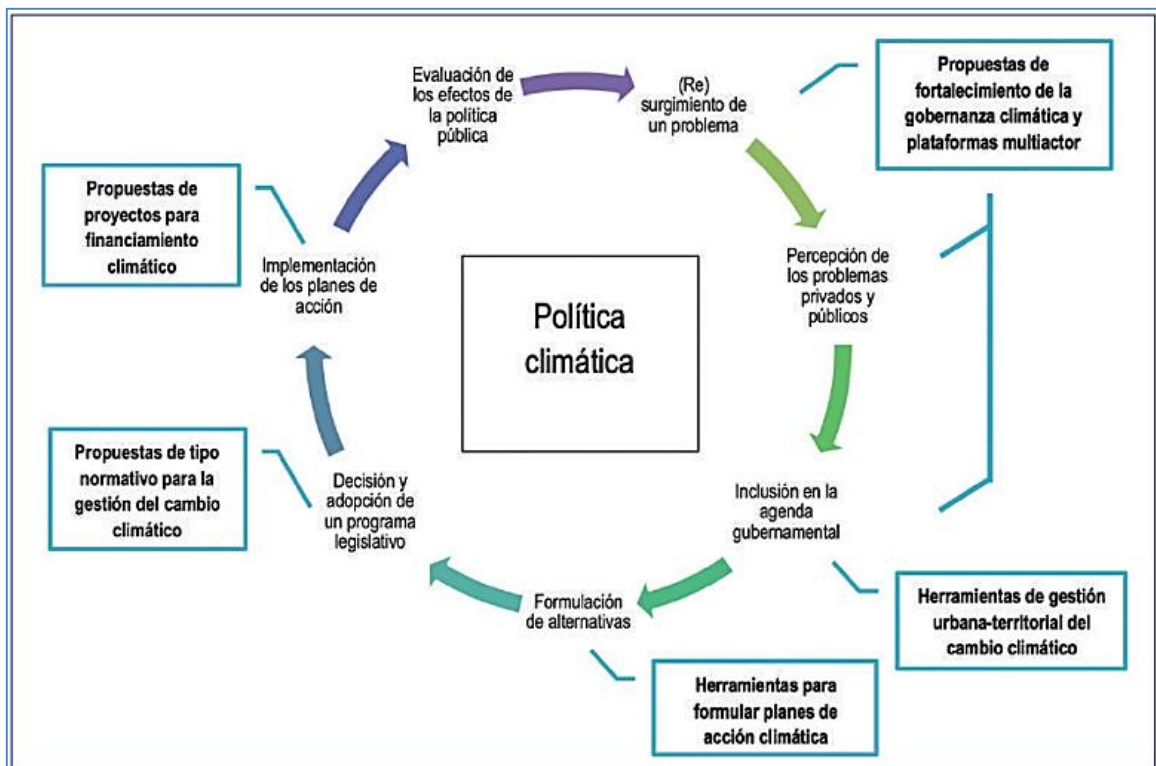 Evaluación de
los efectos de
la política
pública
(Re)
surgimiento de
un problema
Propuestas de
fortalecimiento de la
gobernanza climática y
plataformas multiactor
Propuestas de
proyectos para
financiamiento
climático
Implementación
de los planes de
acción
Política
climática
Percepción de
los problemas
privados y
públicos
Propuestas de tipo
normativo para la
gestión del cambio
climático
Decisión y
adopción de
un programa
legislativo
Inclusión en la
agenda
gubernamental
Formulación
de alternativas
Herramientas de gestión
urbana-territorial del
cambio climático
Herramientas para
formular planes de
acción climática